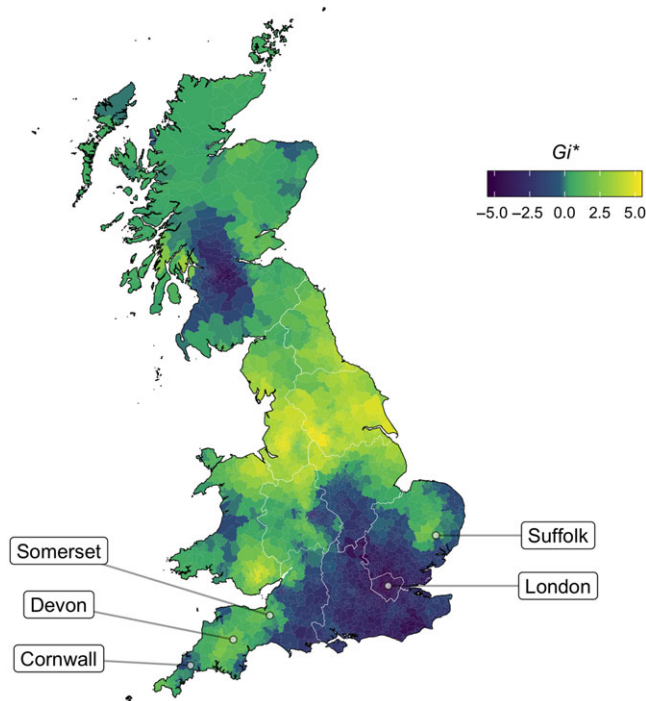 Gi*
−5.0 −2.5 0.0 2.5 5.0
Suffolk
Somerset
London
Devon
Cornwall